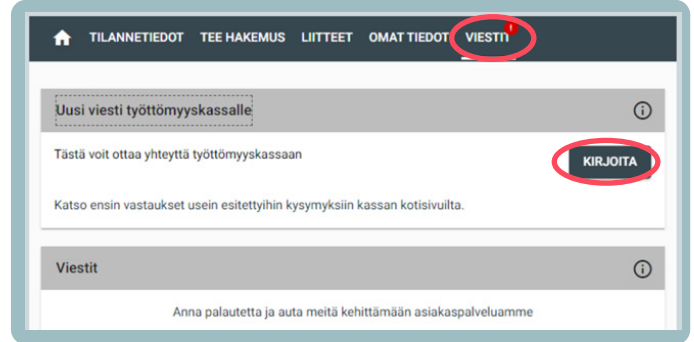 TILANNETIEDOT TEE HAKEMUS LIITTEET OMAT TIEDOT VIESTIT !
Uusi viesti työttömyyskassalle
Tästä voit ottaa yhteyttä työttömyyskassaan
KIRJOITA
Katso ensin vastaukset usein esitettyihin kysymyksiin kassan kotisivuilta.
Viestit
Anna palautetta ja auta meitä kehittämään asiakaspalveluamme